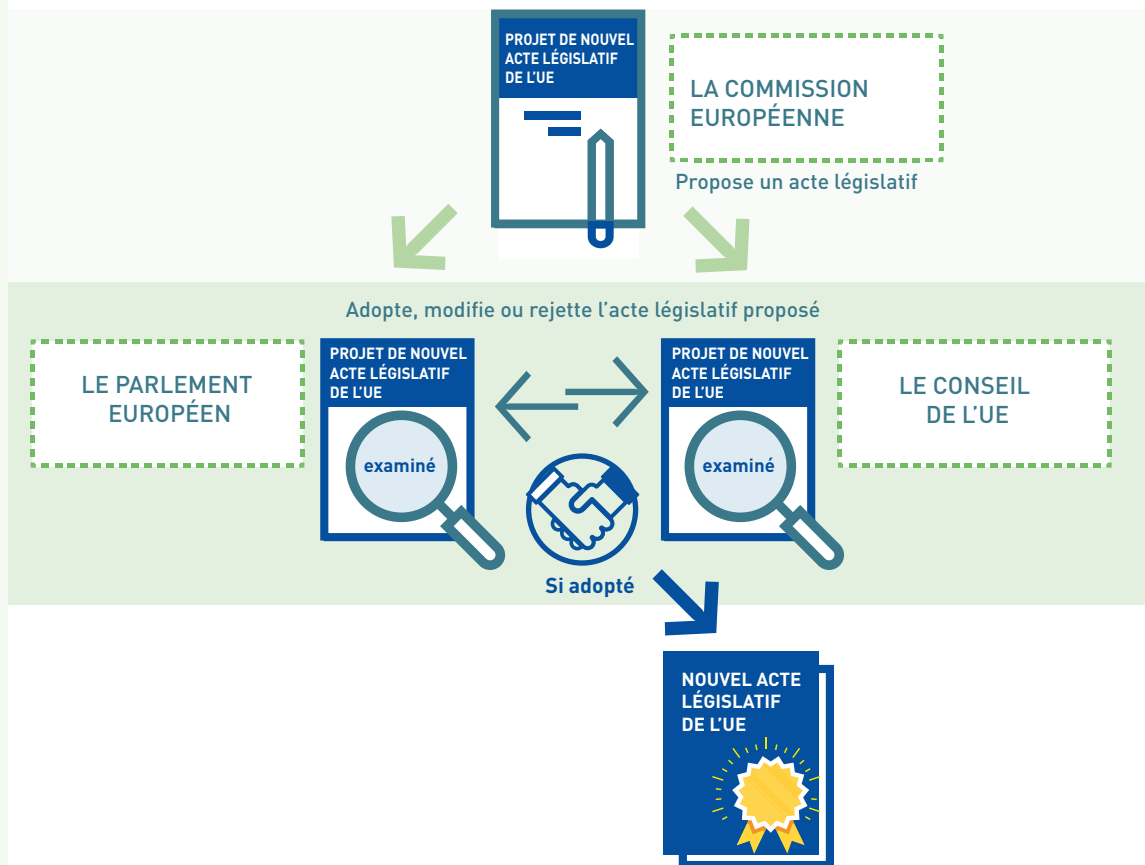 PROJET DE NOUVEL
ACTE LÉGISLATIF
DE L'UE
LA COMMISSION
EUROPÉENNE
Propose un acte législatif
Adopte, modifie ou rejette l'acte législatif proposé
LE PARLEMENT
EUROPÉEN
PROJET DE NOUVEL
ACTE LÉGISLATIF
DE L'UE
examiné
PROJET DE NOUVEL
ACTE LÉGISLATIF
DE L'UE
examiné
LE CONSEIL
DE L'UE
Si adopté
NOUVEL ACTE
LÉGISLATIF
DE L'UE